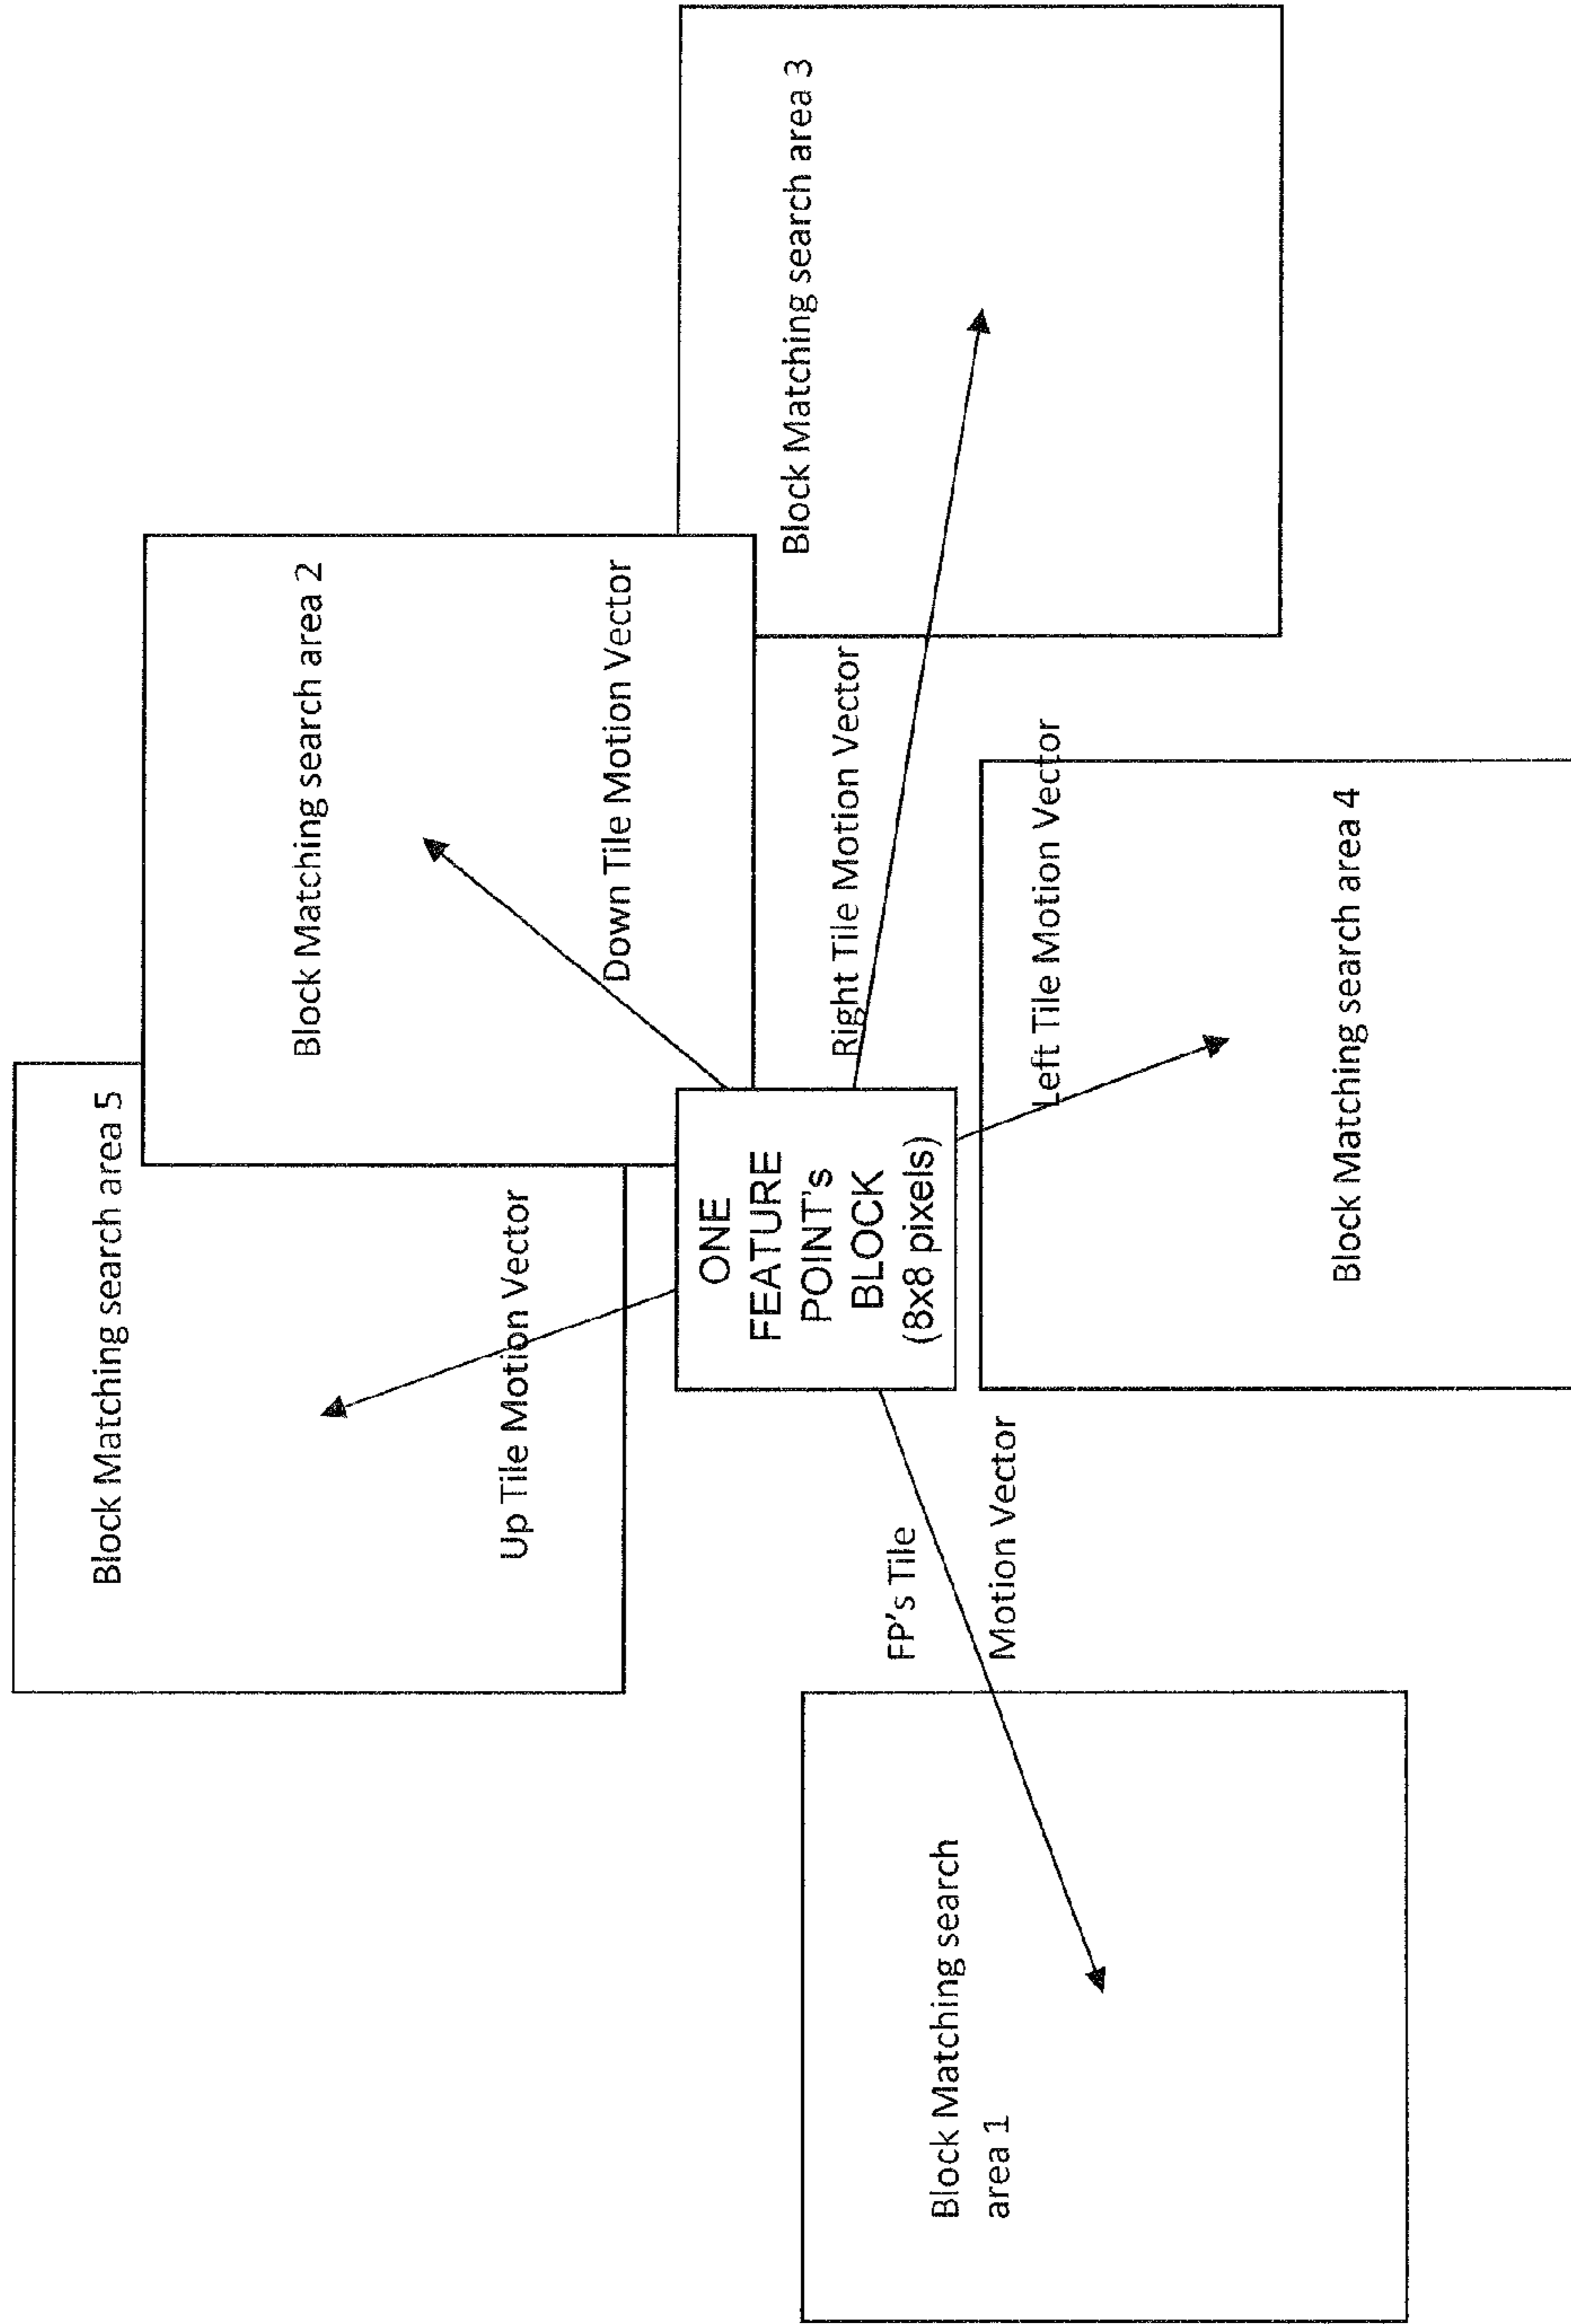 Block Matching search area 5
Block Matching search area 2
Up Tile Motion Vector
Down Tile Motion Vector
Block Matching search area 3
ONE
FEATURE
POINT's
BLOCK
(8x8 pixels)
Right Tile Motion Vector
FP's Tile
Motion Vector
Left Tile Motion Vector
Block Matching search
area 1
Block Matching search area 4